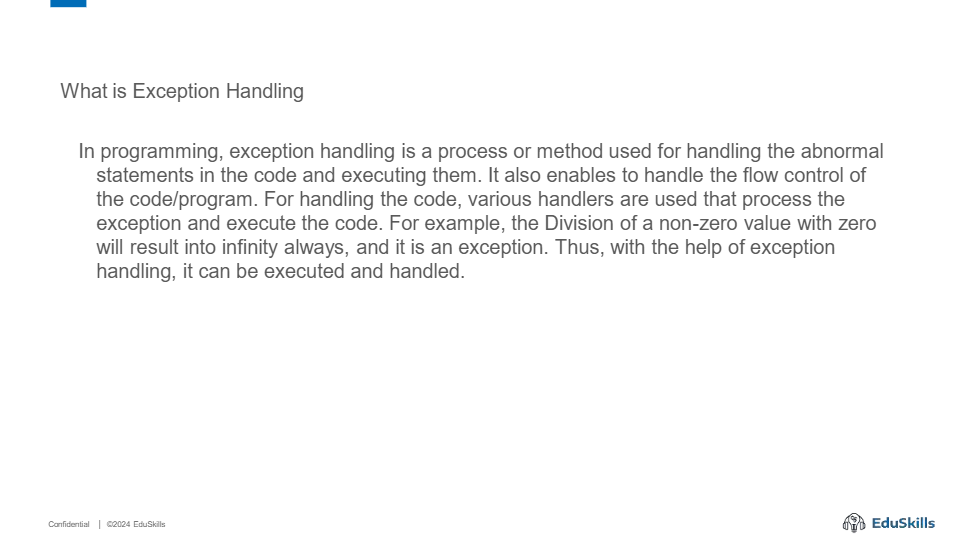 What is Exception Handling
In programming, exception handling is a process or method used for handling the abnormal
statements in the code and executing them. It also enables to handle the flow control of
the code/program. For handling the code, various handlers are used that process the
exception and execute the code. For example, the Division of a non-zero value with zero
will result into infinity always, and it is an exception. Thus, with the help of exception
handling, it can be executed and handled.
Confidential | ©2024 EduSkills
EduSkills